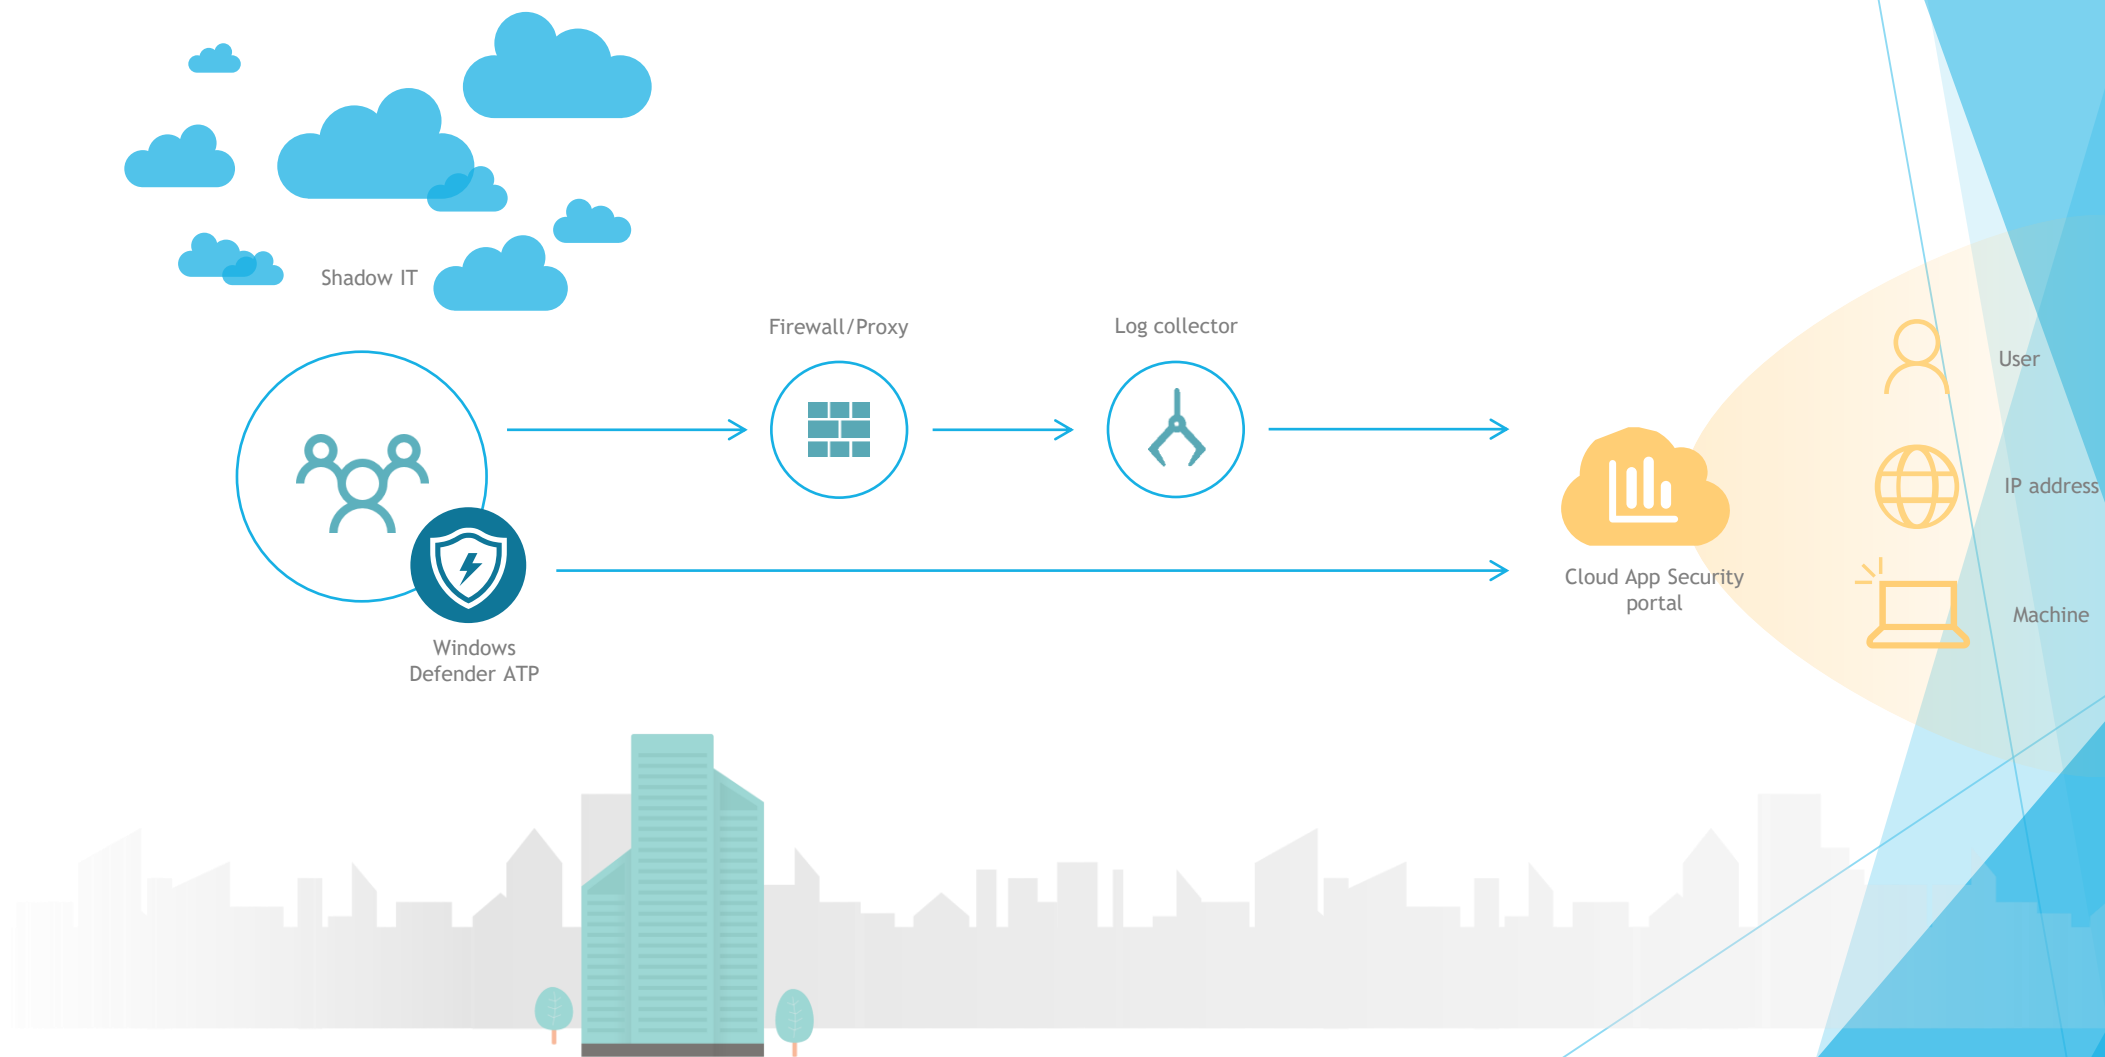 Shadow IT
Firewall/Proxy
Log collector
User
IP address
Cloud App Security
portal
Machine
Windows
Defender ATP